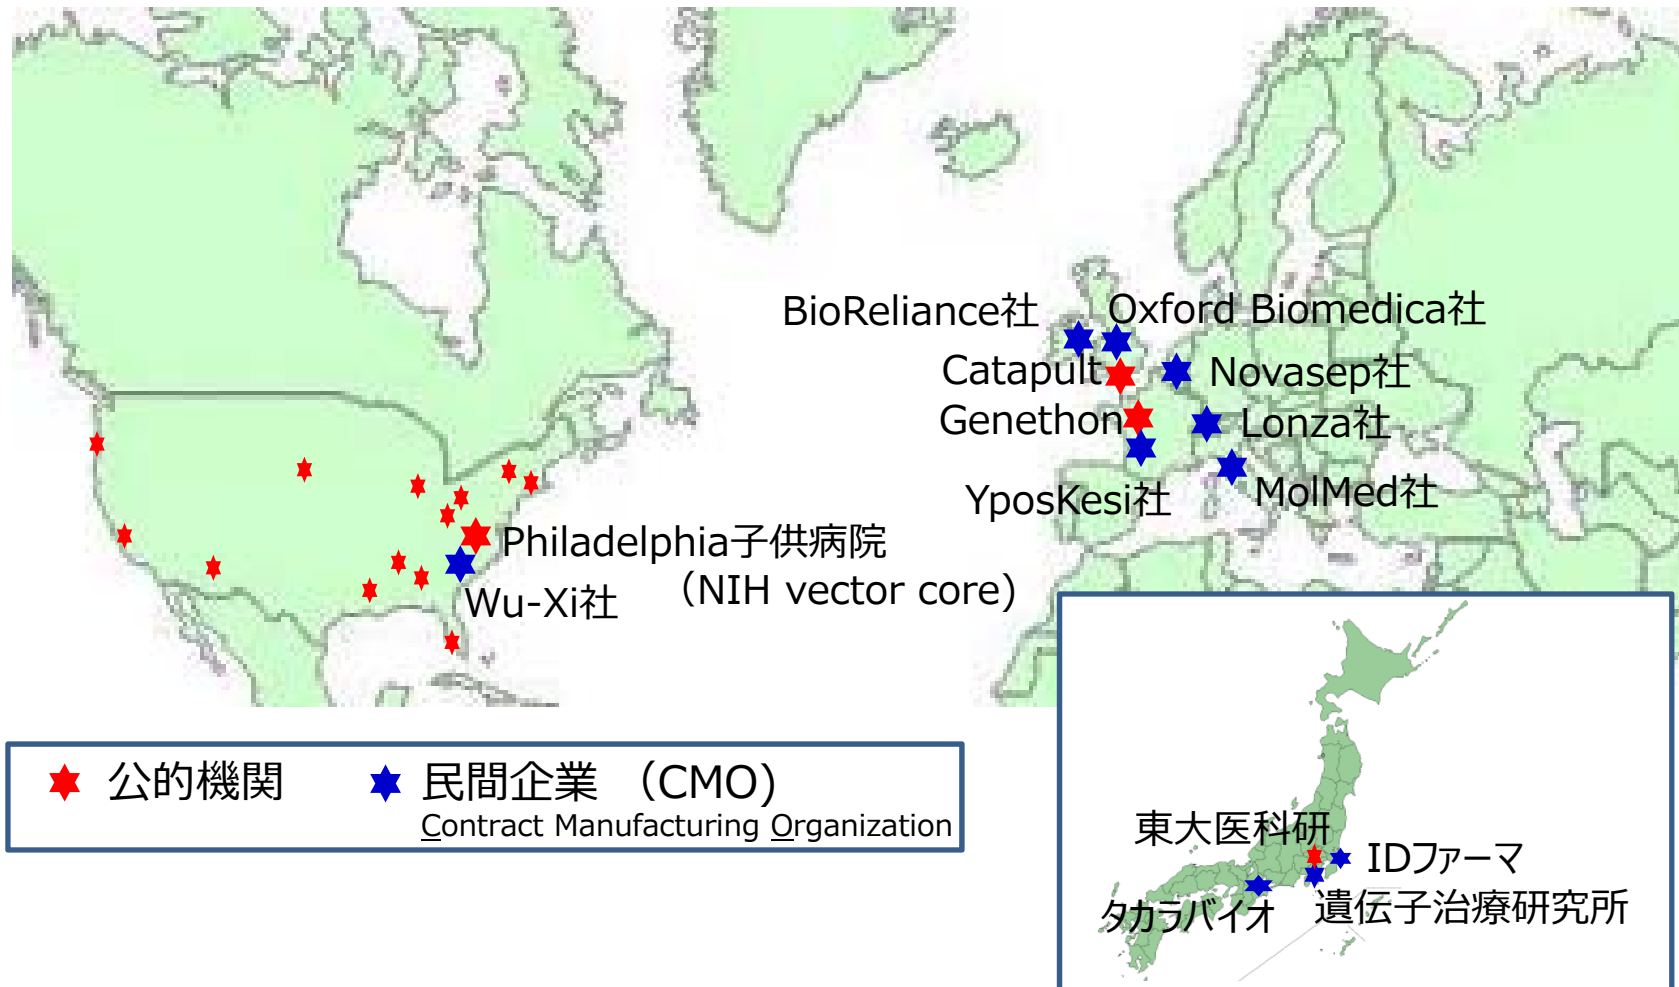 BioReliance社
Oxford Biomedica社
Catapult
Novasep社
Genethon
Lonza社
YposKesi社
MolMed社
Philadelphia子供病院
（NIH vector core)
Wu-Xi社
公的機関
民間企業 （CMO)
Contract Manufacturing Organization
東大医科研
IDファーマ
遺伝子治療研究所
タカラバイオ